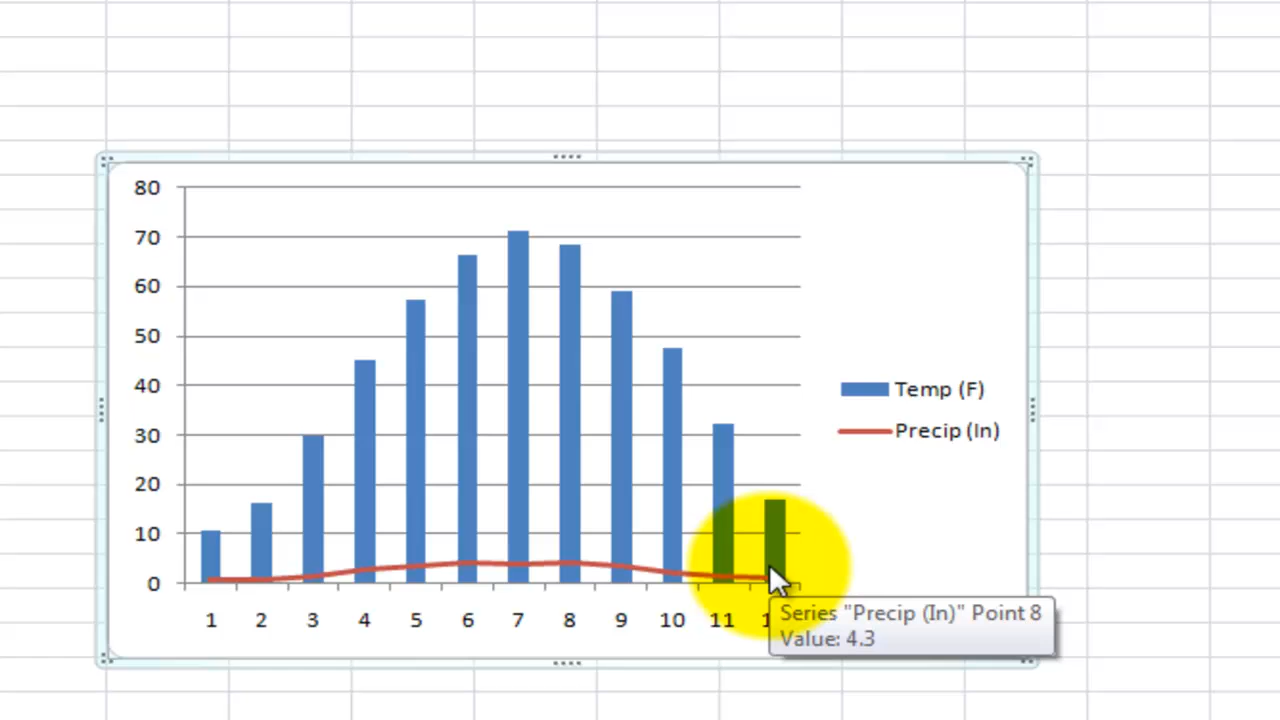 80
70
60
50
40
30
20
10
0
Temp (F)
Precip (In)
1 2 3 4 5 6 7 8 9 10 11
Series "Precip (In)" Point 8
Value: 4.3